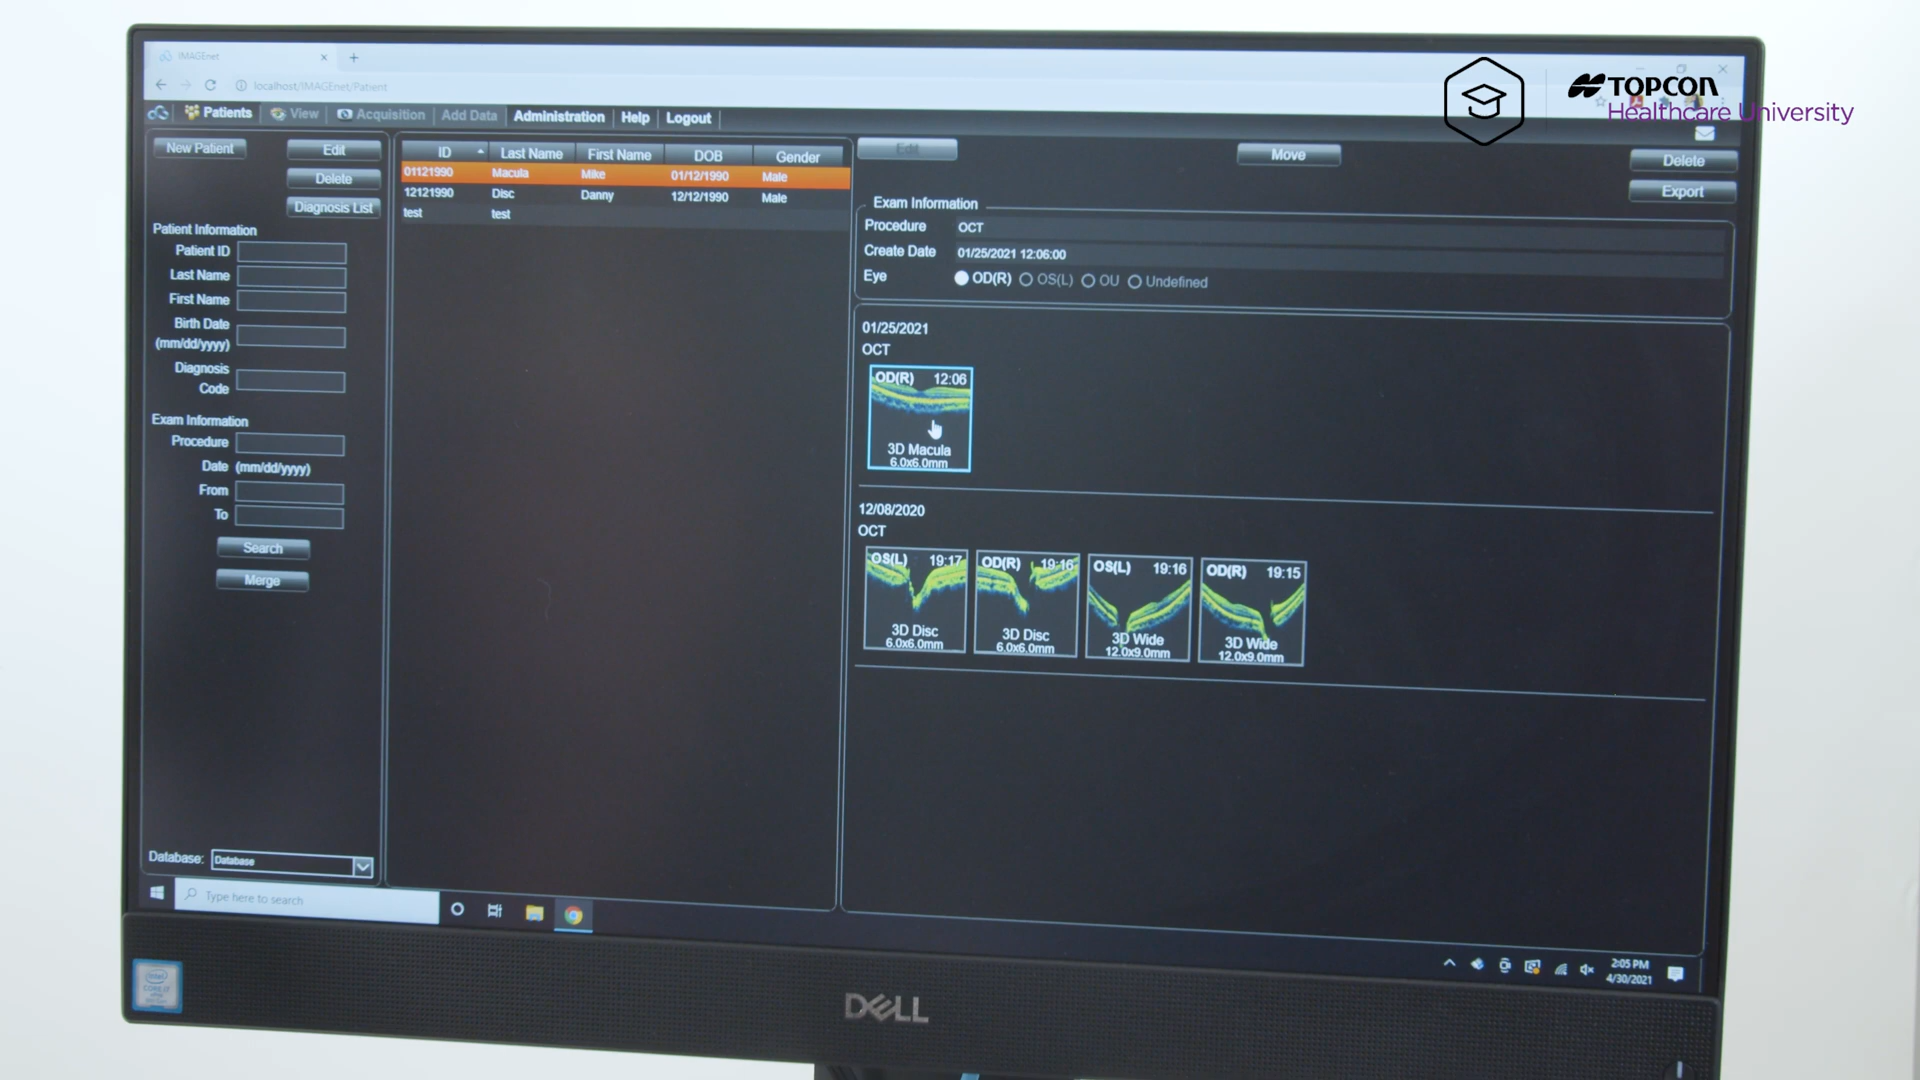 IMAGEnet
localhost/IMAGEnet/Patient
TOPCON
Healthcare University
Patients
View
Acquisition
Add Data
Administration
Help
Logout
New Patient
Edit
Delete
Diagnosis List
Patient Information
Patient ID
Last Name
First Name
Birth Date
(mm/dd/yyyy)
Diagnosis
Code
Exam Information
Procedure
Date (mm/dd/yyyy)
From
To
Search
Merge
Database: Database
ID Last Name First Name DOB Gender
01121990 Macula Mike 01/12/1990 Male
12121990 Disc Danny 12/12/1990 Male
test test
Edit
Move
Delete
Export
Exam Information
Procedure OCT
Create Date 01/25/2021 12:06:00
Eye OD(R) OS(L) OU Undefined
01/25/2021
OCT
OD(R) 12:06
3D Macula
6.0x6.0mm
12/08/2020
OCT
OS(L) 19:17
3D Disc
6.0x6.0mm
OD(R) 19:16
3D Disc
6.0x6.0mm
OS(L) 19:16
3D Wide
12.0x9.0mm
OD(R) 19:15
3D Wide
12.0x9.0mm
Type here to search
2:05 PM
4/30/2021
intel
CORE i7
DELL